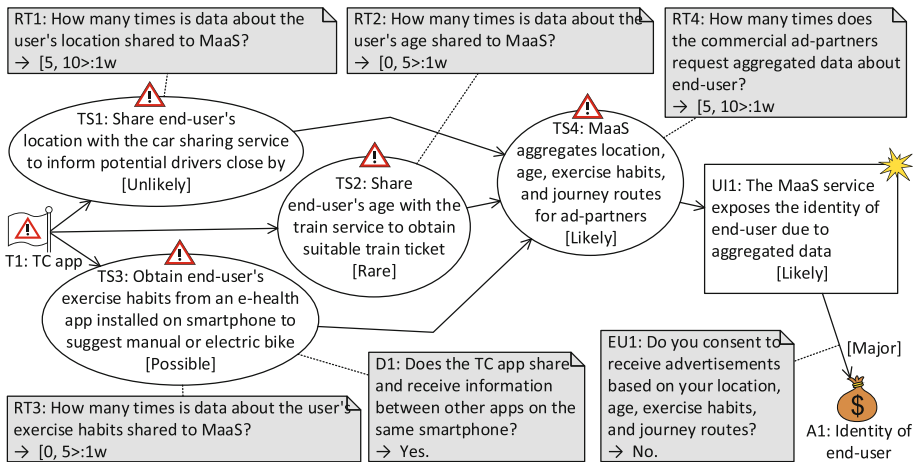 RT1: How many times is data about the
user's location shared to MaaS?
→ [5, 10>:1w
RT2: How many times is data about the
user's age shared to MaaS?
→ [0, 5>:1w
RT4: How many times does
the commercial ad-partners
request aggregated data about
end-user?
→ [5, 10>:1w
TS1: Share end-user's
location with the car sharing service
to inform potential drivers close by
[Unlikely]
TS2: Share
end-user's age with the
train service to obtain
suitable train ticket
[Rare]
TS4: MaaS
aggregates location,
age, exercise habits,
and journey routes
for ad-partners
[Likely]
UI1: The MaaS service
exposes the identity of
end-user due to
aggregated data
[Likely]
T1: TC app
TS3: Obtain end-user's
exercise habits from an e-health
app installed on smartphone to
suggest manual or electric bike
[Possible]
RT3: How many times is data about the user's
exercise habits shared to MaaS?
→ [0, 5>:1w
D1: Does the TC app share
and receive information
between other apps on the
same smartphone?
→ Yes.
EU1: Do you consent to
receive advertisements
based on your location,
age, exercise habits,
and journey routes?
→ No.
[Major]
$
A1: Identity of
end-user